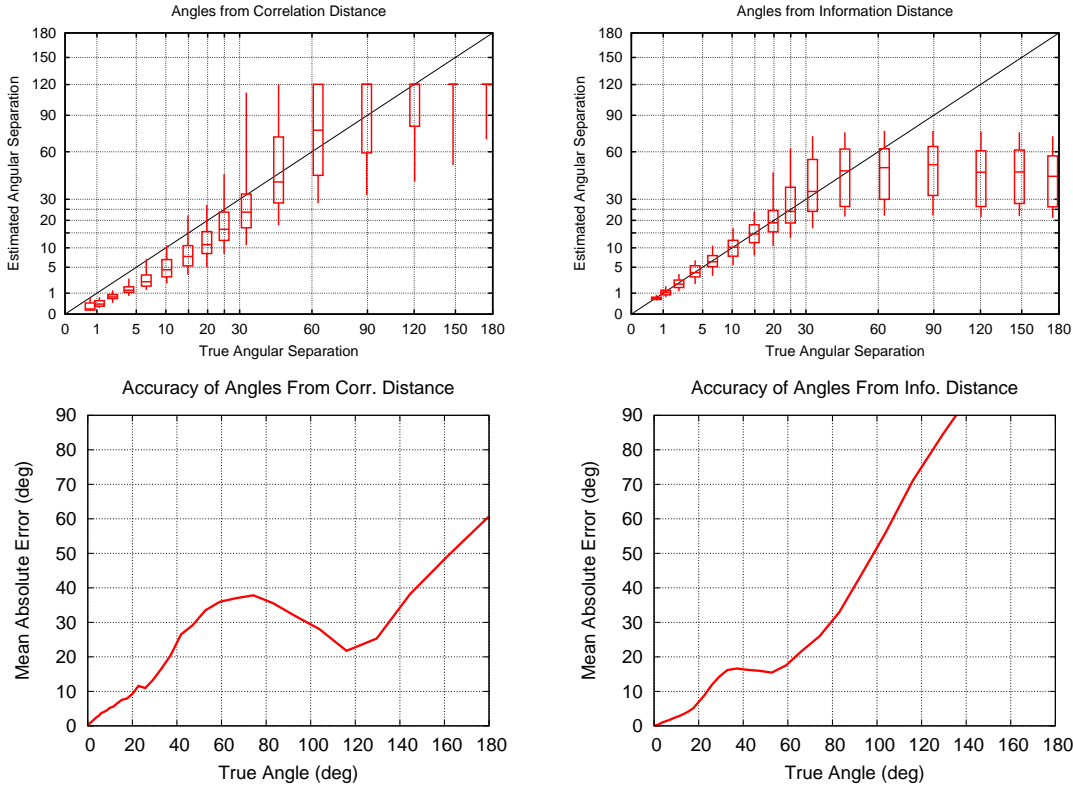 Angles from Correlation Distance
Estimated Angular Separation
180
150
120
90
60
30
20
10
5
1
0
0 1 5 10 20 30 60 90 120 150 180
True Angular Separation
Angles from Information Distance
Estimated Angular Separation
180
150
120
90
60
30
20
10
5
1
0
0 1 5 10 20 30 60 90 120 150 180
True Angular Separation
Accuracy of Angles From Corr. Distance
Mean Absolute Error (deg)
90
80
70
60
50
40
30
20
10
0
0 20 40 60 80 100 120 140 160 180
True Angle (deg)
Accuracy of Angles From Info. Distance
Mean Absolute Error (deg)
90
80
70
60
50
40
30
20
10
0
0 20 40 60 80 100 120 140 160 180
True Angle (deg)